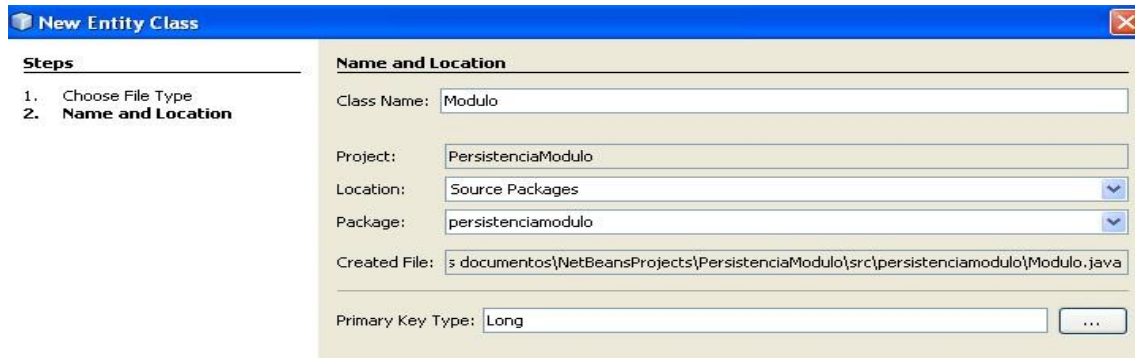 New Entity Class
Steps
1. Choose File Type
2. Name and Location
Name and Location
Class Name: Modulo
Project: PersistenciaModulo
Location: Source Packages
Package: persistenciamodulo
Created File: s documentos\NetBeansProjects\PersistenciaModulo\src\persistenciamodulo\Modulo.java
Primary Key Type: Long ...